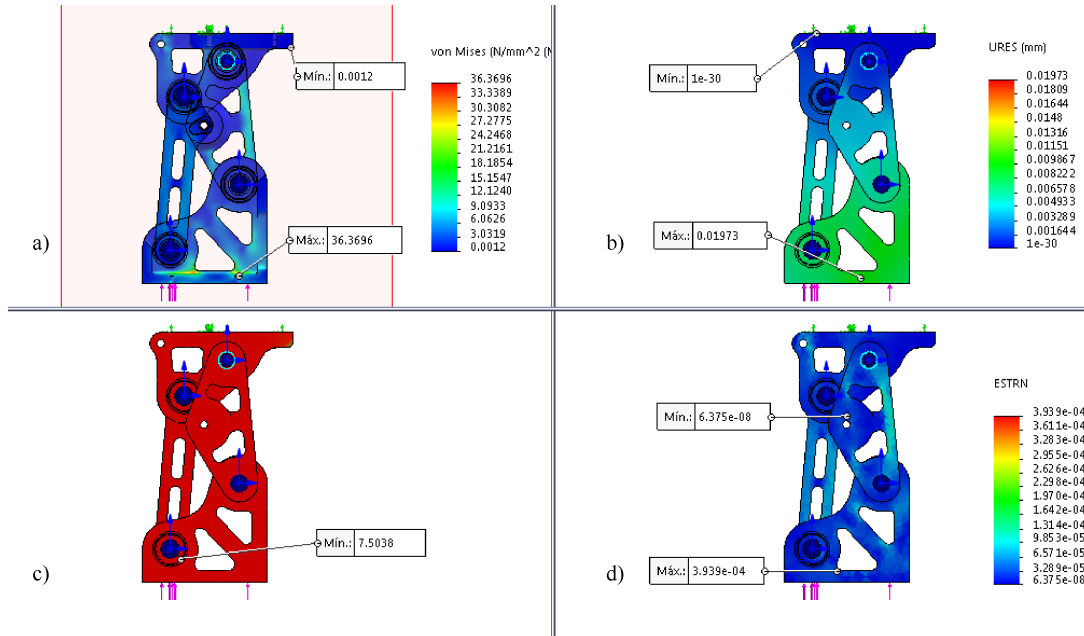 von Mises (N/mm^2 (
36.3696
33.3389
30.3082
27.2775
24.2468
21.2161
18.1854
15.1547
12.1240
9.0933
6.0626
3.0319
0.0012
Mín.: 0.0012
Máx.: 36.3696
a)
URES (mm)
0.01973
0.01809
0.01644
0.0148
0.01316
0.01151
0.009867
0.008222
0.006578
0.004933
0.003289
0.001644
1e-30
Mín.: 1e-30
Máx.: 0.01973
b)
Mín.: 7.5038
c)
ESTRN
3.939e-04
3.611e-04
3.283e-04
2.955e-04
2.626e-04
2.298e-04
1.970e-04
1.642e-04
1.314e-04
9.853e-05
6.571e-05
3.289e-05
6.375e-08
Mín.: 6.375e-08
Máx.: 3.939e-04
d)